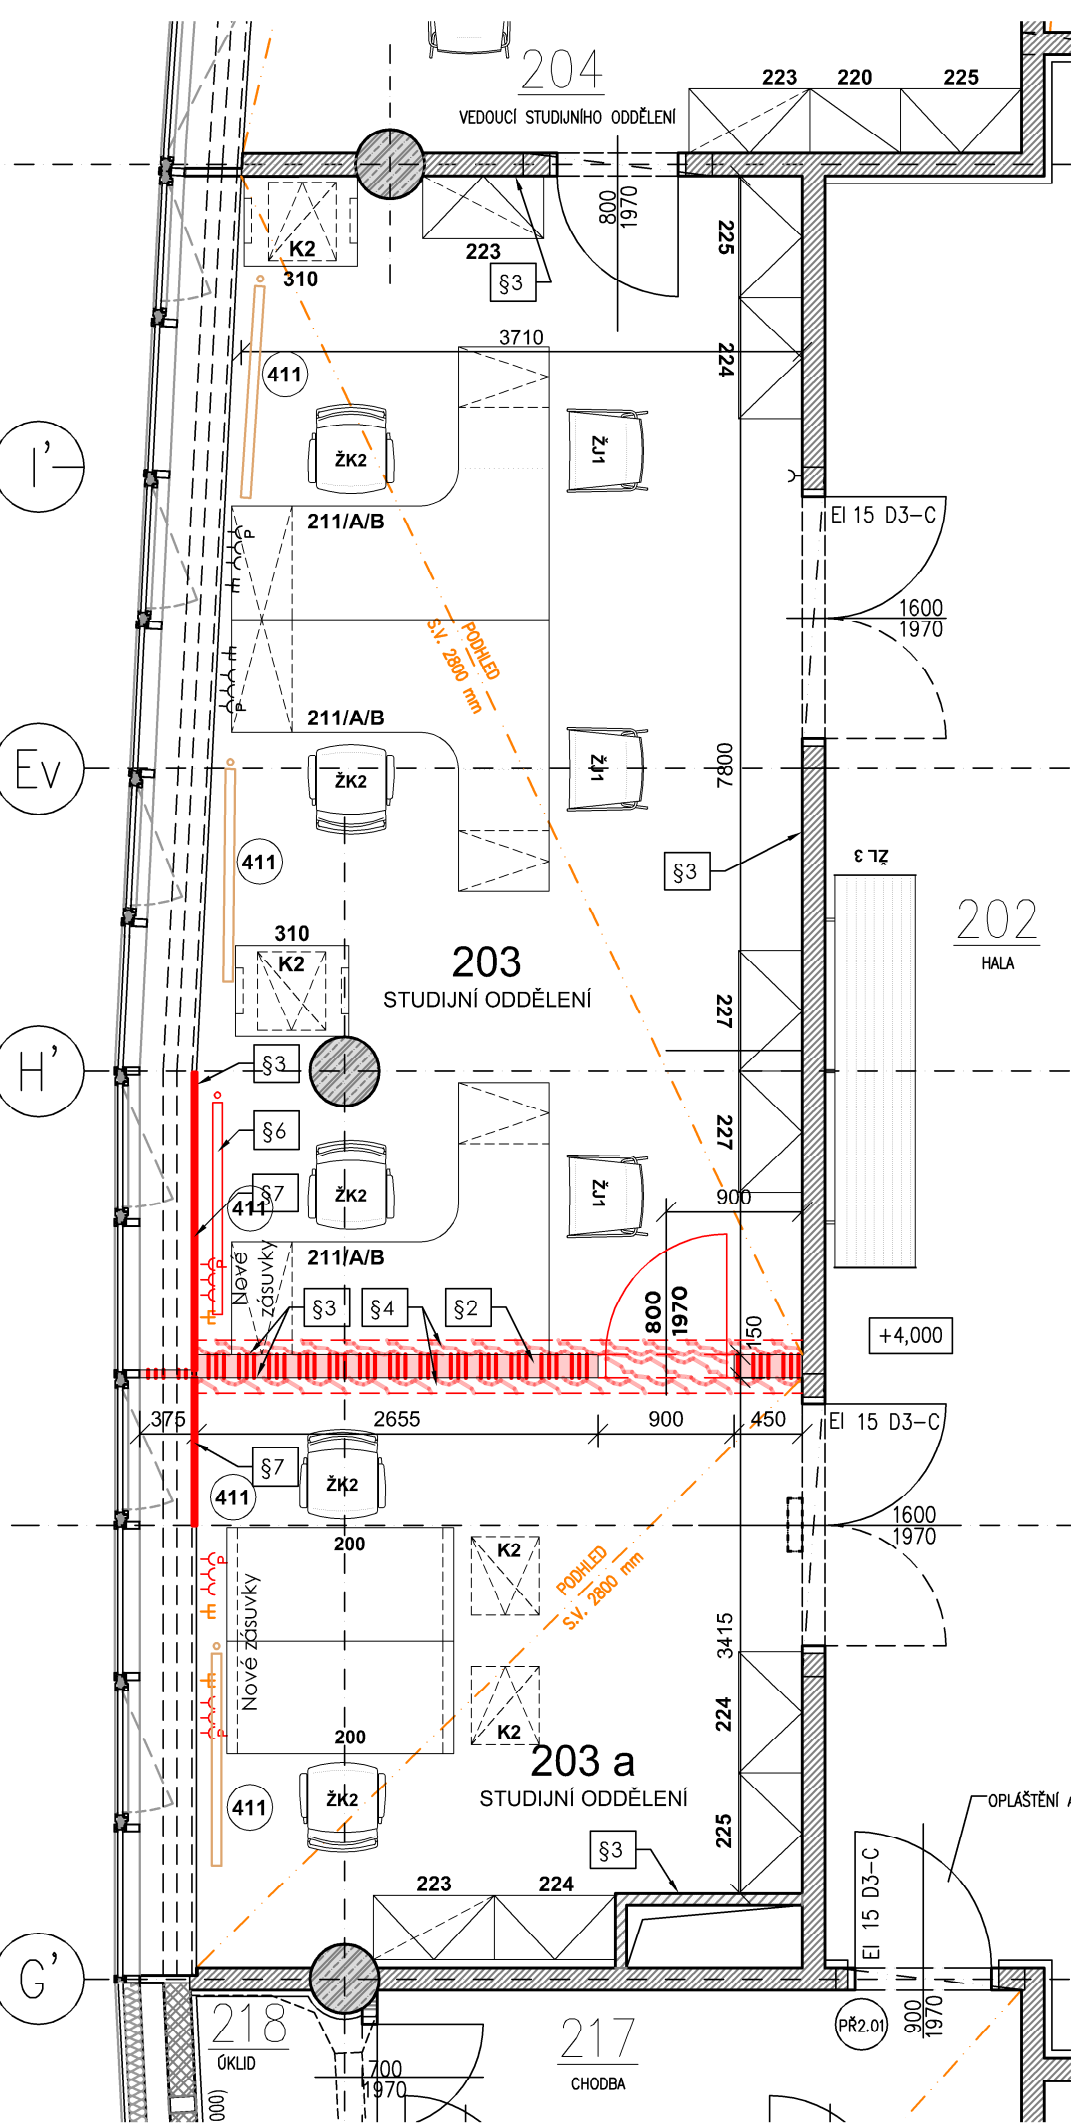 204
VEDOUCÍ STUDIJNÍHO ODDĚLENÍ
223
220
225
800
1970
K2
310
223
§3
225
224
3710
411
ŽK2
ŽJ1
I'
211/A/B
EI 15 D3-C
1600
1970
P
PODHLED
S.V. 2800 mm
P
211/A/B
Ev
ŽK2
ŽJ1
7080
411
§3
ŽL3
310
K2
203
STUDIJNÍ ODDĚLENÍ
202
HALA
227
H'
§3
§6
227
§7
411
ŽK2
ŽJ1
900
Nové
zásuvky
P
211/A/B
§3
§4
§2
800
1970
150
+4,000
375
2655
900
450
EI 15 D3-C
§7
411
ŽK2
200
K2
1600
1970
P
Nové zásuvky
PODHLED
S.V. 2800 mm
3415
P
200
K2
224
203 a
STUDIJNÍ ODDĚLENÍ
411
ŽK2
225
§3
OPLÁŠTĚNÍ A
EI 15 D3-C
223
224
G'
218
ÚKLID
217
CHODBA
PŘ2.01
900
1970
700
1970
000)